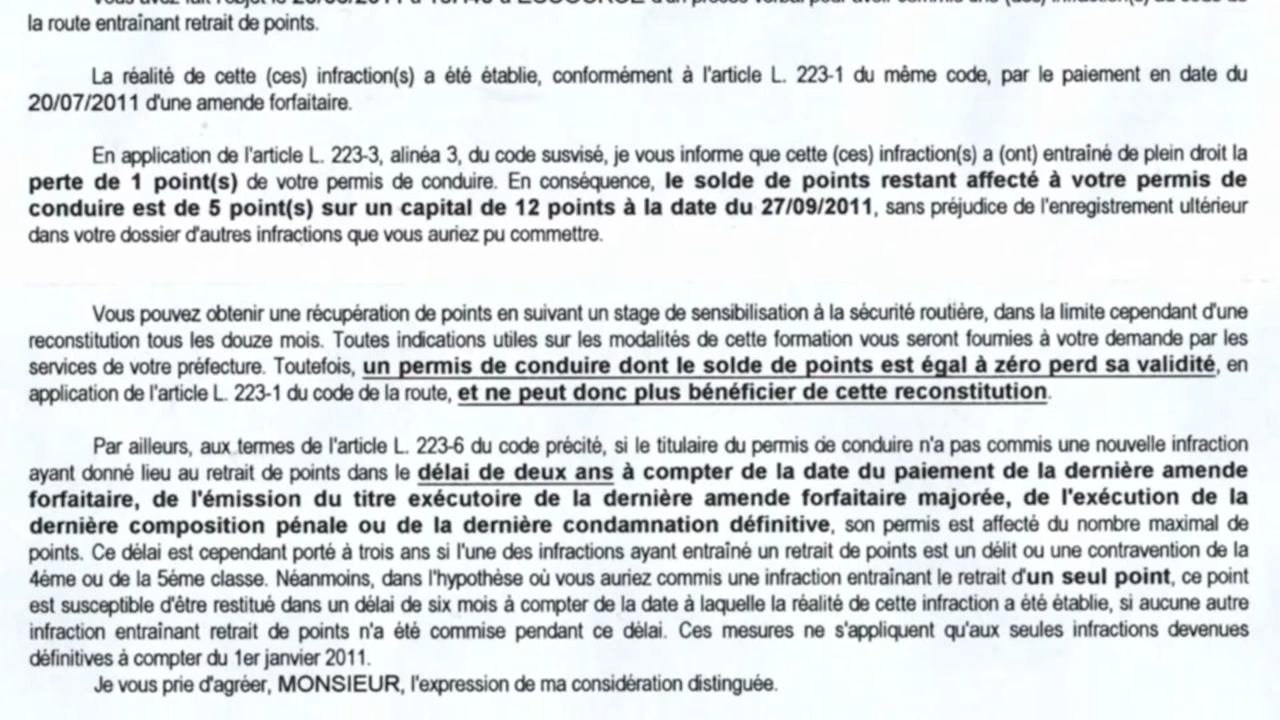 la route entraînant retrait de points.
La réalité de cette (ces) infraction(s) a été établie, conformément à l'article L. 223-1 du même code, par le paiement en date du
20/07/2011 d'une amende forfaitaire.
En application de l'article L. 223-3, alinéa 3, du code susvisé, je vous informe que cette (ces) infraction(s) a (ont) entraîné de plein droit la
perte de 1 point(s) de votre permis de conduire. En conséquence, le solde de points restant affecté à votre permis de
conduire est de 5 point(s) sur un capital de 12 points à la date du 27/09/2011, sans préjudice de l'enregistrement ultérieur
dans votre dossier d'autres infractions que vous auriez pu commettre.
Vous pouvez obtenir une récupération de points en suivant un stage de sensibilisation à la sécurité routière, dans la limite cependant d'une
reconstitution tous les douze mois. Toutes indications utiles sur les modalités de cette formation vous seront fournies à votre demande par les
services de votre préfecture. Toutefois, un permis de conduire dont le solde de points est égal à zéro perd sa validité, en
application de l'article L. 223-1 du code de la route, et ne peut donc plus bénéficier de cette reconstitution.
Par ailleurs, aux termes de l'article L. 223-6 du code précité, si le titulaire du permis de conduire n'a pas commis une nouvelle infraction
ayant donné lieu au retrait de points dans le délai de deux ans à compter de la date du paiement de la dernière amende
forfaitaire, de l'émission du titre exécutoire de la dernière amende forfaitaire majorée, de l'exécution de la
dernière composition pénale ou de la dernière condamnation définitive, son permis est affecté du nombre maximal de
points. Ce délai est cependant porté à trois ans si l'une des infractions ayant entraîné un retrait de points est un délit ou une contravention de la
4ème ou de la 5ème classe. Néanmoins, dans l'hypothèse où vous auriez commis une infraction entraînant le retrait d'un seul point, ce point
est susceptible d'être restitué dans un délai de six mois à compter de la date à laquelle la réalité de cette infraction a été établie, si aucune autre
infraction entraînant retrait de points n'a été commise pendant ce délai. Ces mesures ne s'appliquent qu'aux seules infractions devenues
définitives à compter du 1er janvier 2011.
Je vous prie d'agréer, MONSIEUR, l'expression de ma considération distinguée.